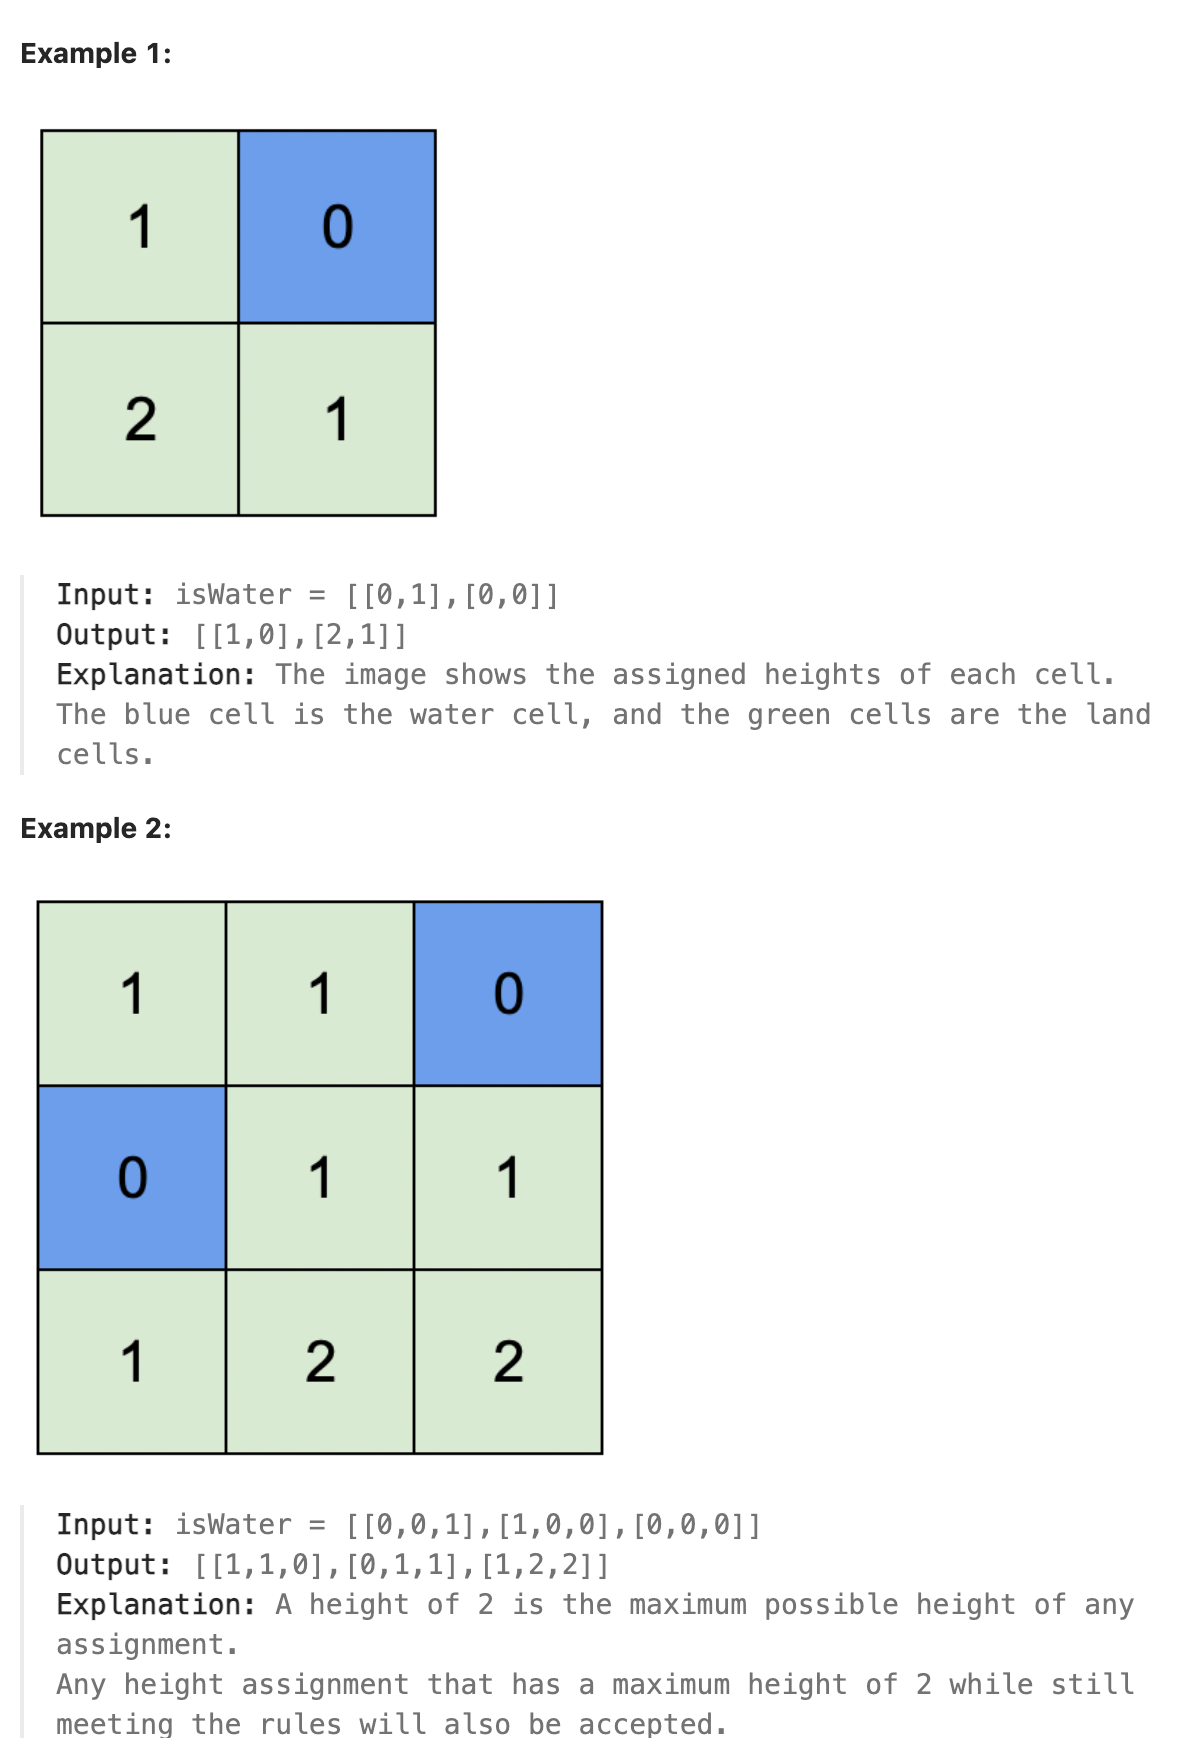 Example 1:
1 0
2 1
Input: isWater = [[0,1],[0,0]]
Output: [[1,0],[2,1]]
Explanation: The image shows the assigned heights of each cell.
The blue cell is the water cell, and the green cells are the land
cells.
Example 2:
1 1 0
0 1 1
1 2 2
Input: isWater = [[0,0,1],[1,0,0],[0,0,0]]
Output: [[1,1,0],[0,1,1],[1,2,2]]
Explanation: A height of 2 is the maximum possible height of any
assignment.
Any height assignment that has a maximum height of 2 while still
meeting the rules will also be accepted.